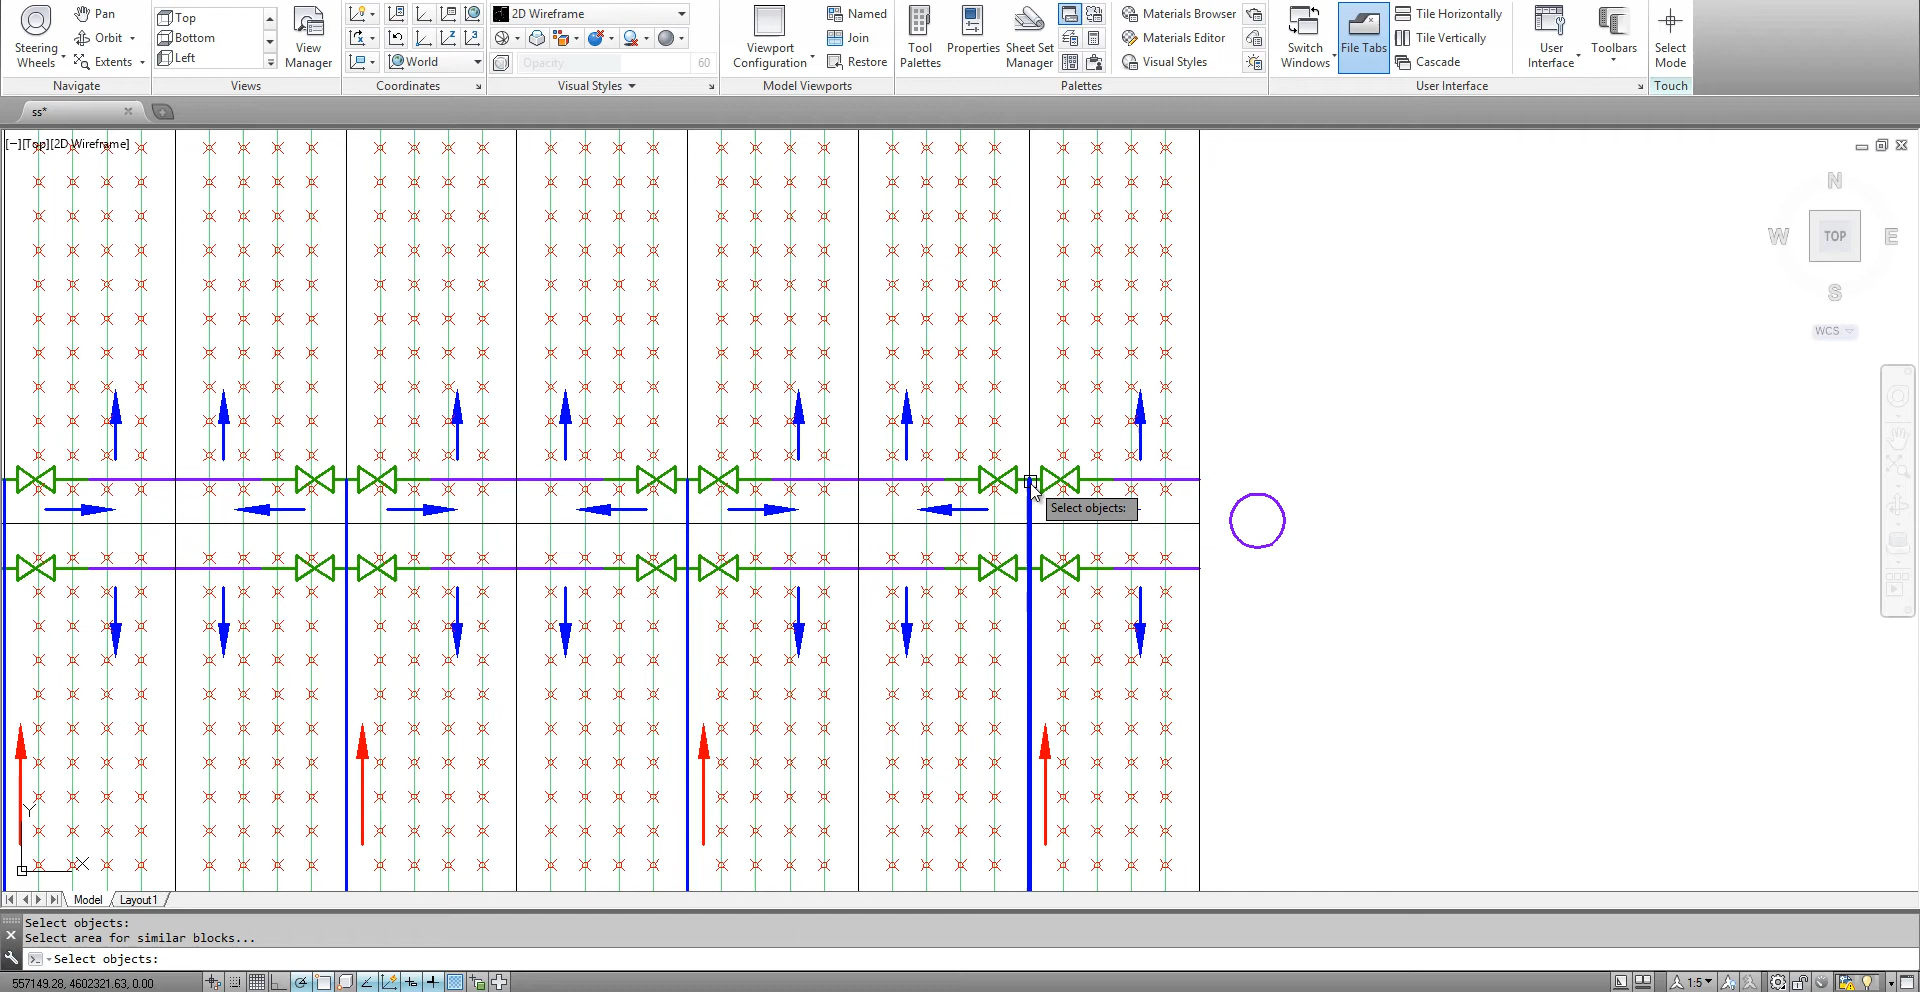 Steering Wheels
Pan
Orbit
Extents
Navigate
Top
Bottom
Left
View Manager
Views
World
Coordinates
2D Wireframe
Opacity 60
Visual Styles
Viewport Configuration
Named
Join
Restore
Model Viewports
Tool Palettes
Properties
Sheet Set Manager
Materials Browser
Materials Editor
Visual Styles
Palettes
Switch Windows
File Tabs
Tile Horizontally
Tile Vertically
Cascade
User Interface
Toolbars
User Interface
Select Mode
Touch
ss*
[−][Top][2D Wireframe]
N
W TOP E
S
WCS
Select objects:
Y
X
Model Layout1
Select objects:
Select area for similar blocks...
Select objects:
557149.28, 4602321.63, 0.00
1:5